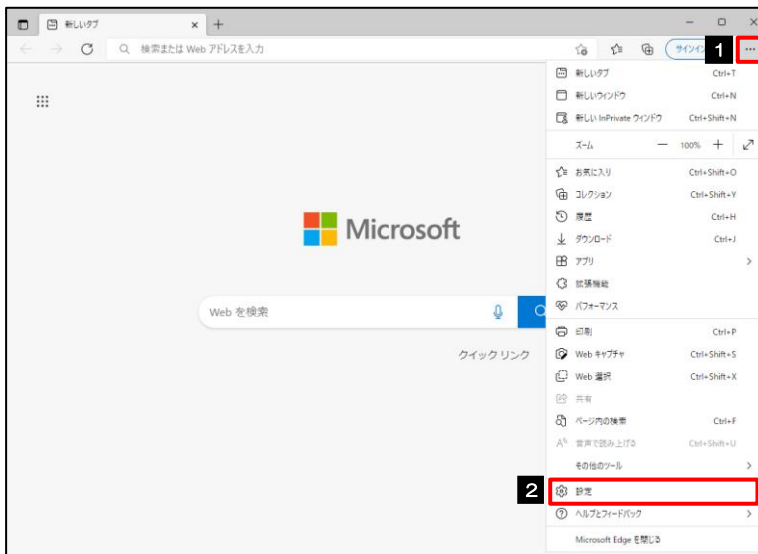 新しいタブ
検索または Web アドレスを入力
サインイン
1
新しいタブ Ctrl+T
新しいウィンドウ Ctrl+N
新しい InPrivate ウィンドウ Ctrl+Shift+N
ズーム 100%
お気に入り Ctrl+Shift+O
コレクション Ctrl+Shift+Y
履歴 Ctrl+H
ダウンロード Ctrl+J
アプリ
拡張機能
パフォーマンス
印刷 Ctrl+P
Web キャプチャ Ctrl+Shift+S
Web 選択 Ctrl+Shift+X
共有
ページ内の検索 Ctrl+F
音声で読み上げる Ctrl+Shift+U
その他のツール
2 設定
ヘルプとフィードバック
Microsoft Edge を閉じる
Microsoft
Web を検索
クイック リンク